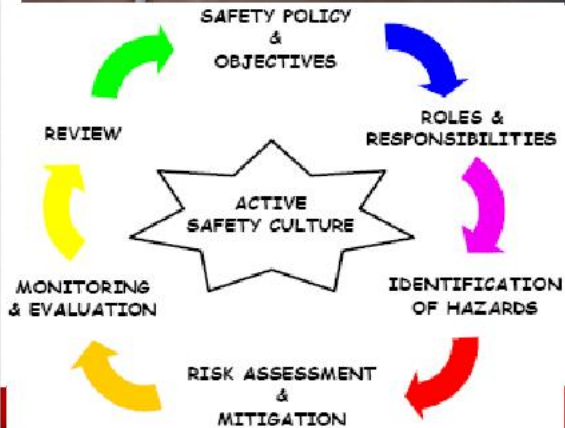 SAFETY POLICY
&
OBJECTIVES
ROLES &
RESPONSIBILITIES
IDENTIFICATION
OF HAZARDS
RISK ASSESSMENT
&
MITIGATION
MONITORING
& EVALUATION
REVIEW
ACTIVE
SAFETY CULTURE